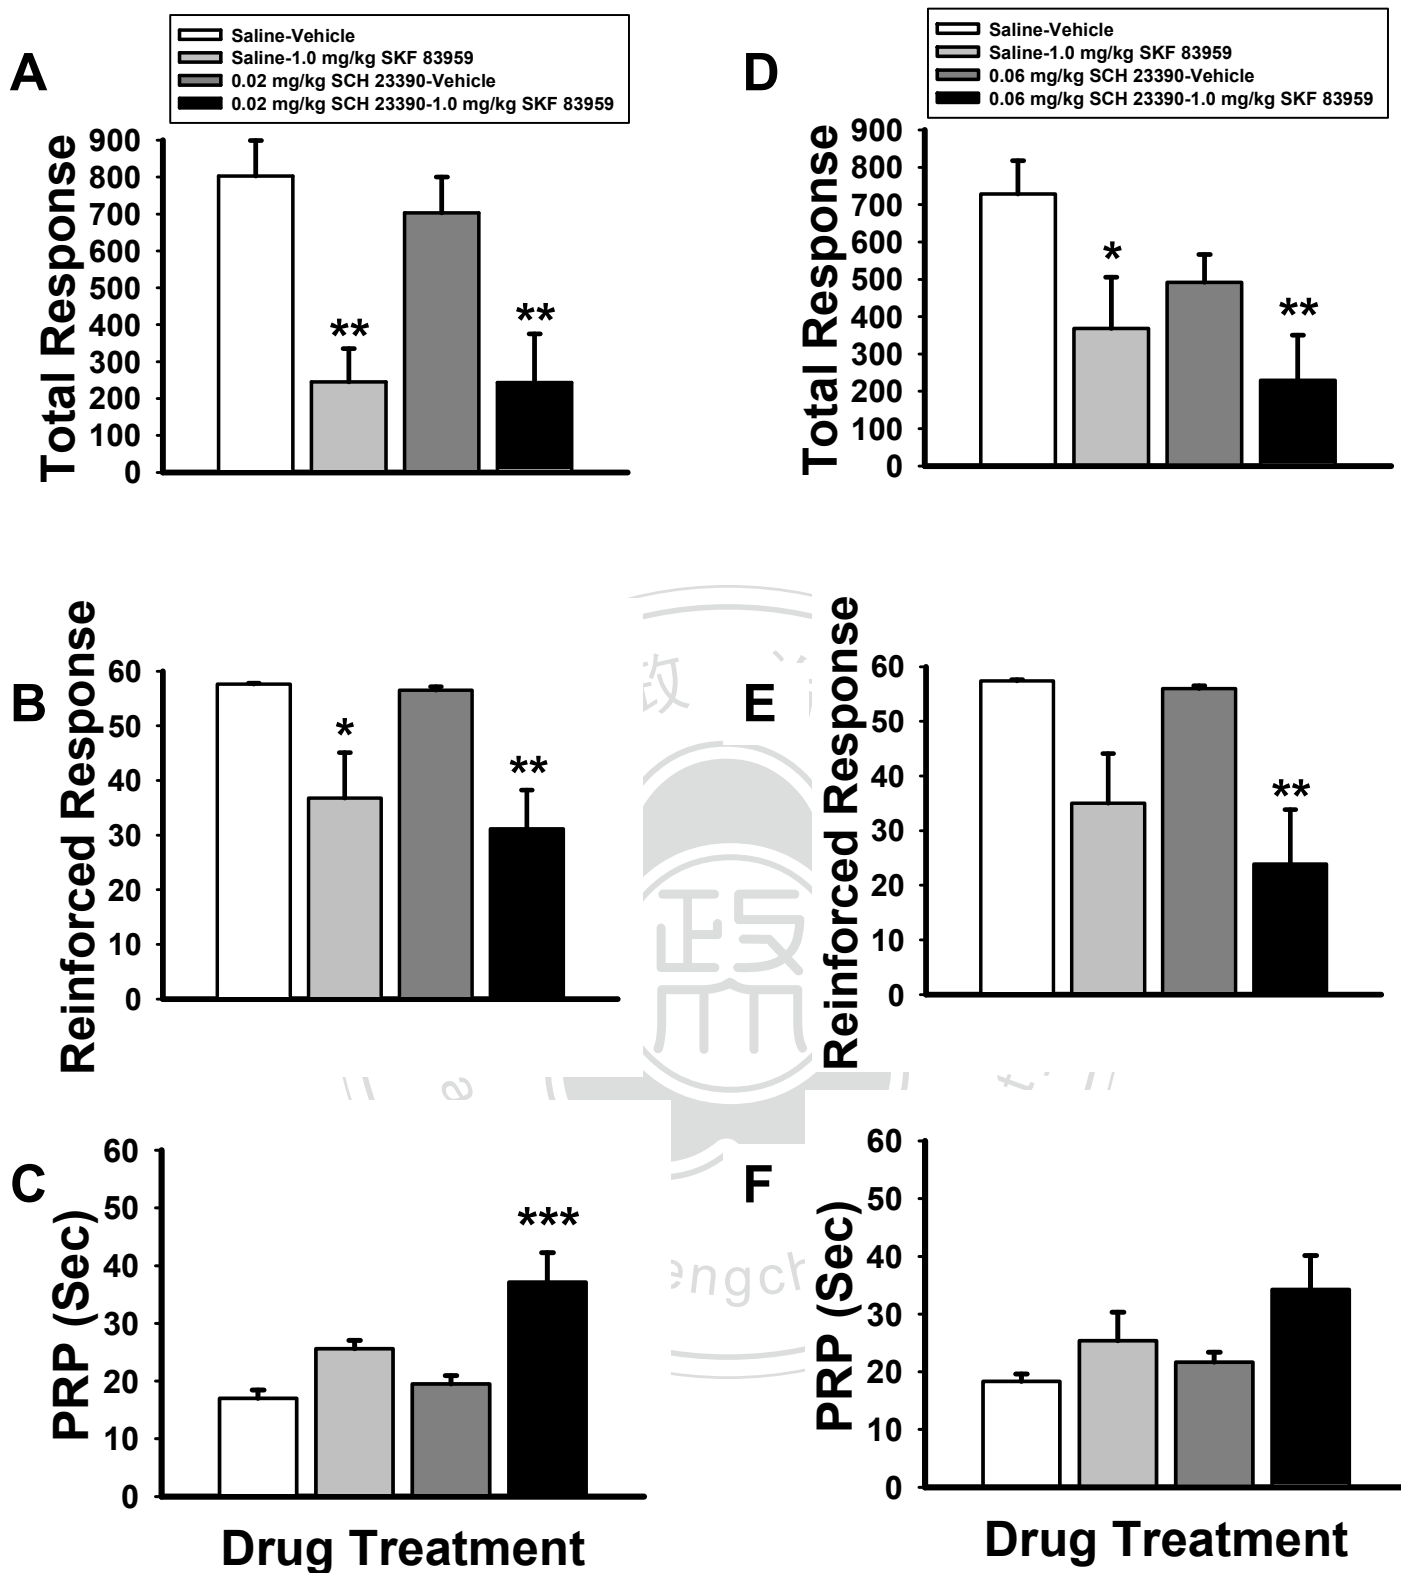 A
Saline-Vehicle
Saline-1.0 mg/kg SKF 83959
0.02 mg/kg SCH 23390-Vehicle
0.02 mg/kg SCH 23390-1.0 mg/kg SKF 83959
Total Response
900
800
700
600
500
400
300
200
100
0
**
**
D
Saline-Vehicle
Saline-1.0 mg/kg SKF 83959
0.06 mg/kg SCH 23390-Vehicle
0.06 mg/kg SCH 23390-1.0 mg/kg SKF 83959
Total Response
900
800
700
600
500
400
300
200
100
0
*
**
B
Reinforced Response
60
50
40
30
20
10
0
*
**
E
Reinforced Response
60
50
40
30
20
10
0
**
政
政
C
PRP (Sec)
60
50
40
30
20
10
0
***
Drug Treatment
F
PRP (Sec)
60
50
40
30
20
10
0
Drug Treatment
engch